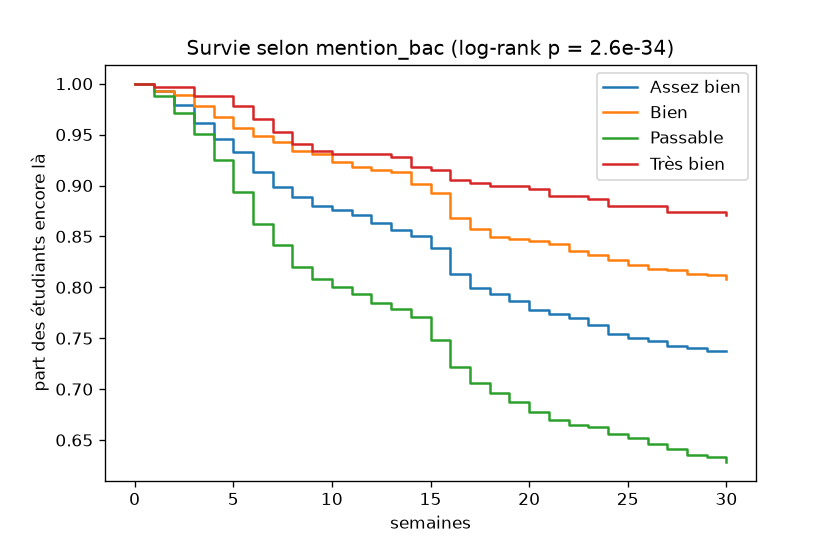 Survie selon mention_bac (log-rank p = 2.6e-34)
part des étudiants encore là
1.00
0.95
0.90
0.85
0.80
0.75
0.70
0.65
Assez bien
Bien
Passable
Très bien
0 5 10 15 20 25 30
semaines